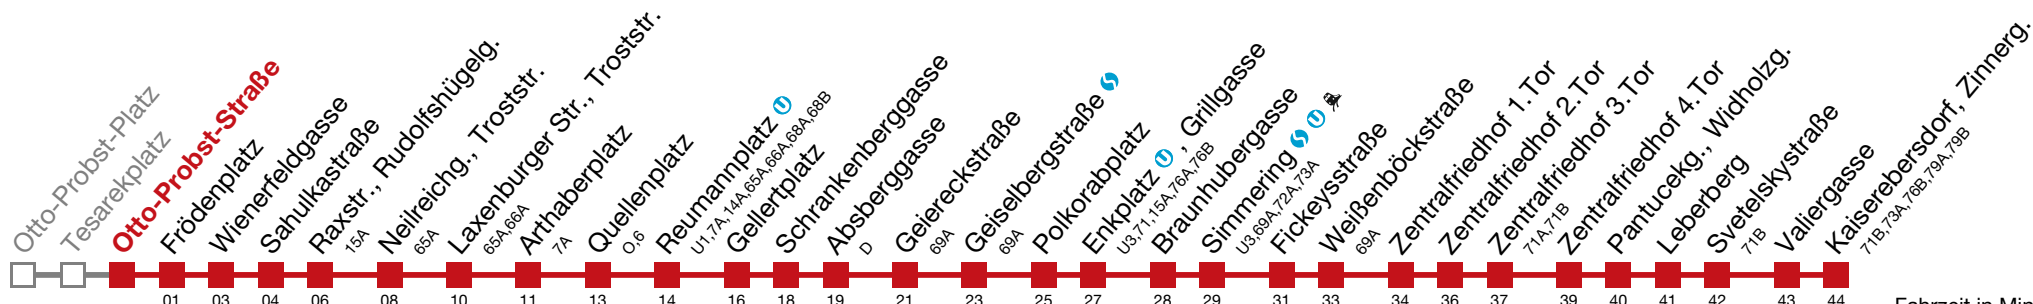 Otto-Probst-Platz
Tesarekplatz
Otto-Probst-Straße
Frödenplatz
01
Wienerfeldgasse
03
Sahulkastraße
04
Raxstr., Rudolfshügelg.
15A
06
Neilreichg., Troststr.
65A
08
Laxenburger Str., Troststr.
65A,66A
10
Arthaberplatz
7A
11
Quellenplatz
O,6
13
Reumannplatz U
U1,7A,14A,65A,66A,68A,68B
14
Gellertplatz
16
Schrankenberggasse
18
Absberggasse
D
19
Geiereckstraße
69A
21
Geiselbergstraße S
69A
23
Polkorabplatz
25
Enkplatz U , Grillgasse
U3,71,15A,76A,76B
27
Braunhubergasse
28
Simmering S U
U3,69A,72A,73A
29
Fickeysstraße
31
Weißenböckstraße
69A
33
Zentralfriedhof 1.Tor
34
Zentralfriedhof 2.Tor
36
Zentralfriedhof 3.Tor
71A,71B
37
Zentralfriedhof 4.Tor
39
Pantucekg., Widholzg.
40
Leberberg
41
Svetelskystraße
71B
42
Valiergasse
43
Kaiserebersdorf, Zinnerg.
71B,73A,76B,79A,79B
44
Fahrzeit in Min